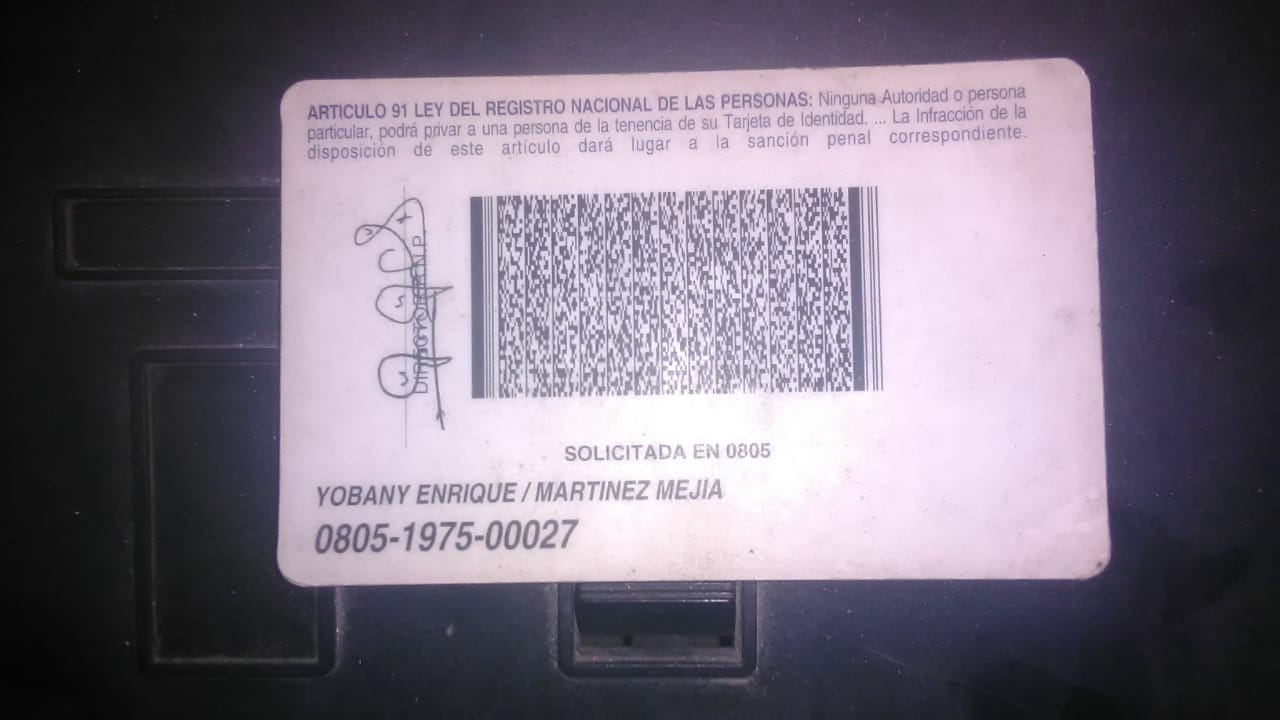 ARTICULO 91 LEY DEL REGISTRO NACIONAL DE LAS PERSONAS: Ninguna Autoridad o persona
particular, podrá privar a una persona de la tenencia de su Tarjeta de Identidad. ... La Infracción de la
disposición de este artículo dará lugar a la sanción penal correspondiente.
DIRECTOR R.N.P.
SOLICITADA EN 0805
YOBANY ENRIQUE / MARTINEZ MEJIA
0805-1975-00027